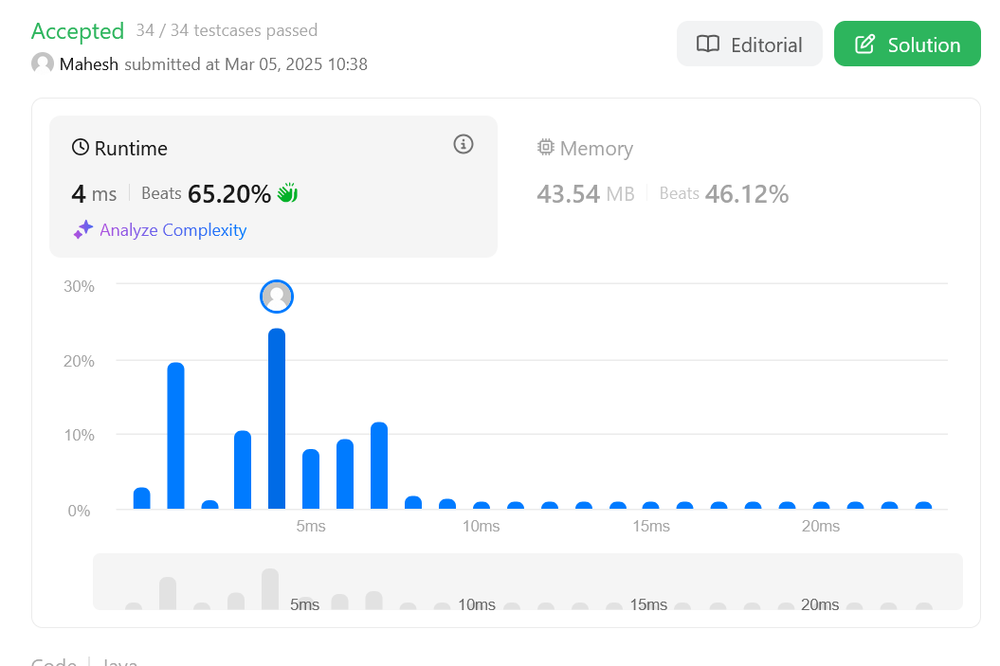 Accepted 34 / 34 testcases passed
Editorial
Solution
Mahesh submitted at Mar 05, 2025 10:38
Runtime
4 ms Beats 65.20%
Analyze Complexity
Memory
43.54 MB Beats 46.12%
30%
20%
10%
0%
5ms 10ms 15ms 20ms
5ms 10ms 15ms 20ms
Code Java